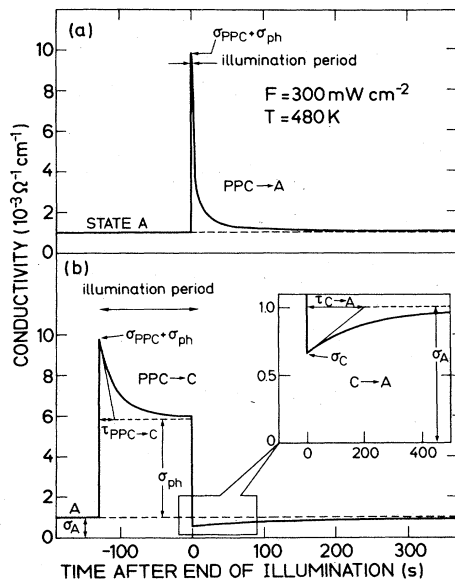 (a)
σPPC+σph
illumination period
F = 300 mW cm-2
T = 480 K
PPC→A
STATE A
10
8
6
4
2
0
CONDUCTIVITY (10-3 Ω-1 cm-1)
(b)
illumination period
σPPC+σph
PPC→C
τPPC→C
σph
A
σA
10
8
6
4
2
0
τC→A
1.0
0.5
0
σC
C→A
σA
0 200 400
-100 0 100 200 300
TIME AFTER END OF ILLUMINATION (s)